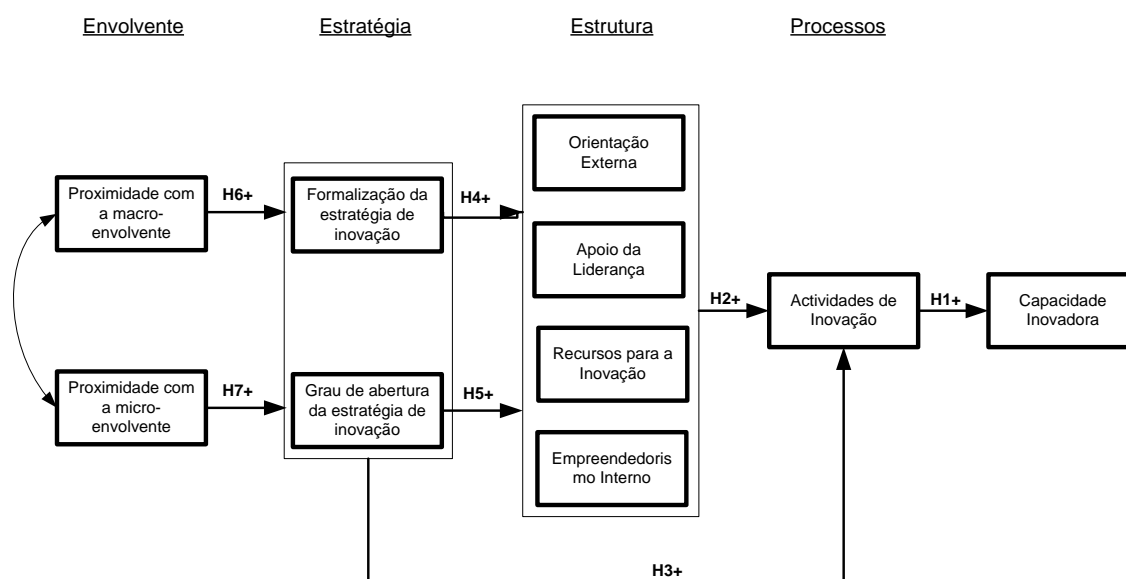 Envolvente
Estratégia
Estrutura
Processos
Proximidade com
a macro-
envolvente
H6+
Formalização da
estratégia de
inovação
H4+
Orientação
Externa
Apoio da
Liderança
H2+
Actividades de
Inovação
H1+
Capacidade
Inovadora
Proximidade com
a micro-
envolvente
H7+
Grau de abertura
da estratégia de
inovação
H5+
Recursos para a
Inovação
Empreendedoris
mo Interno
H3+